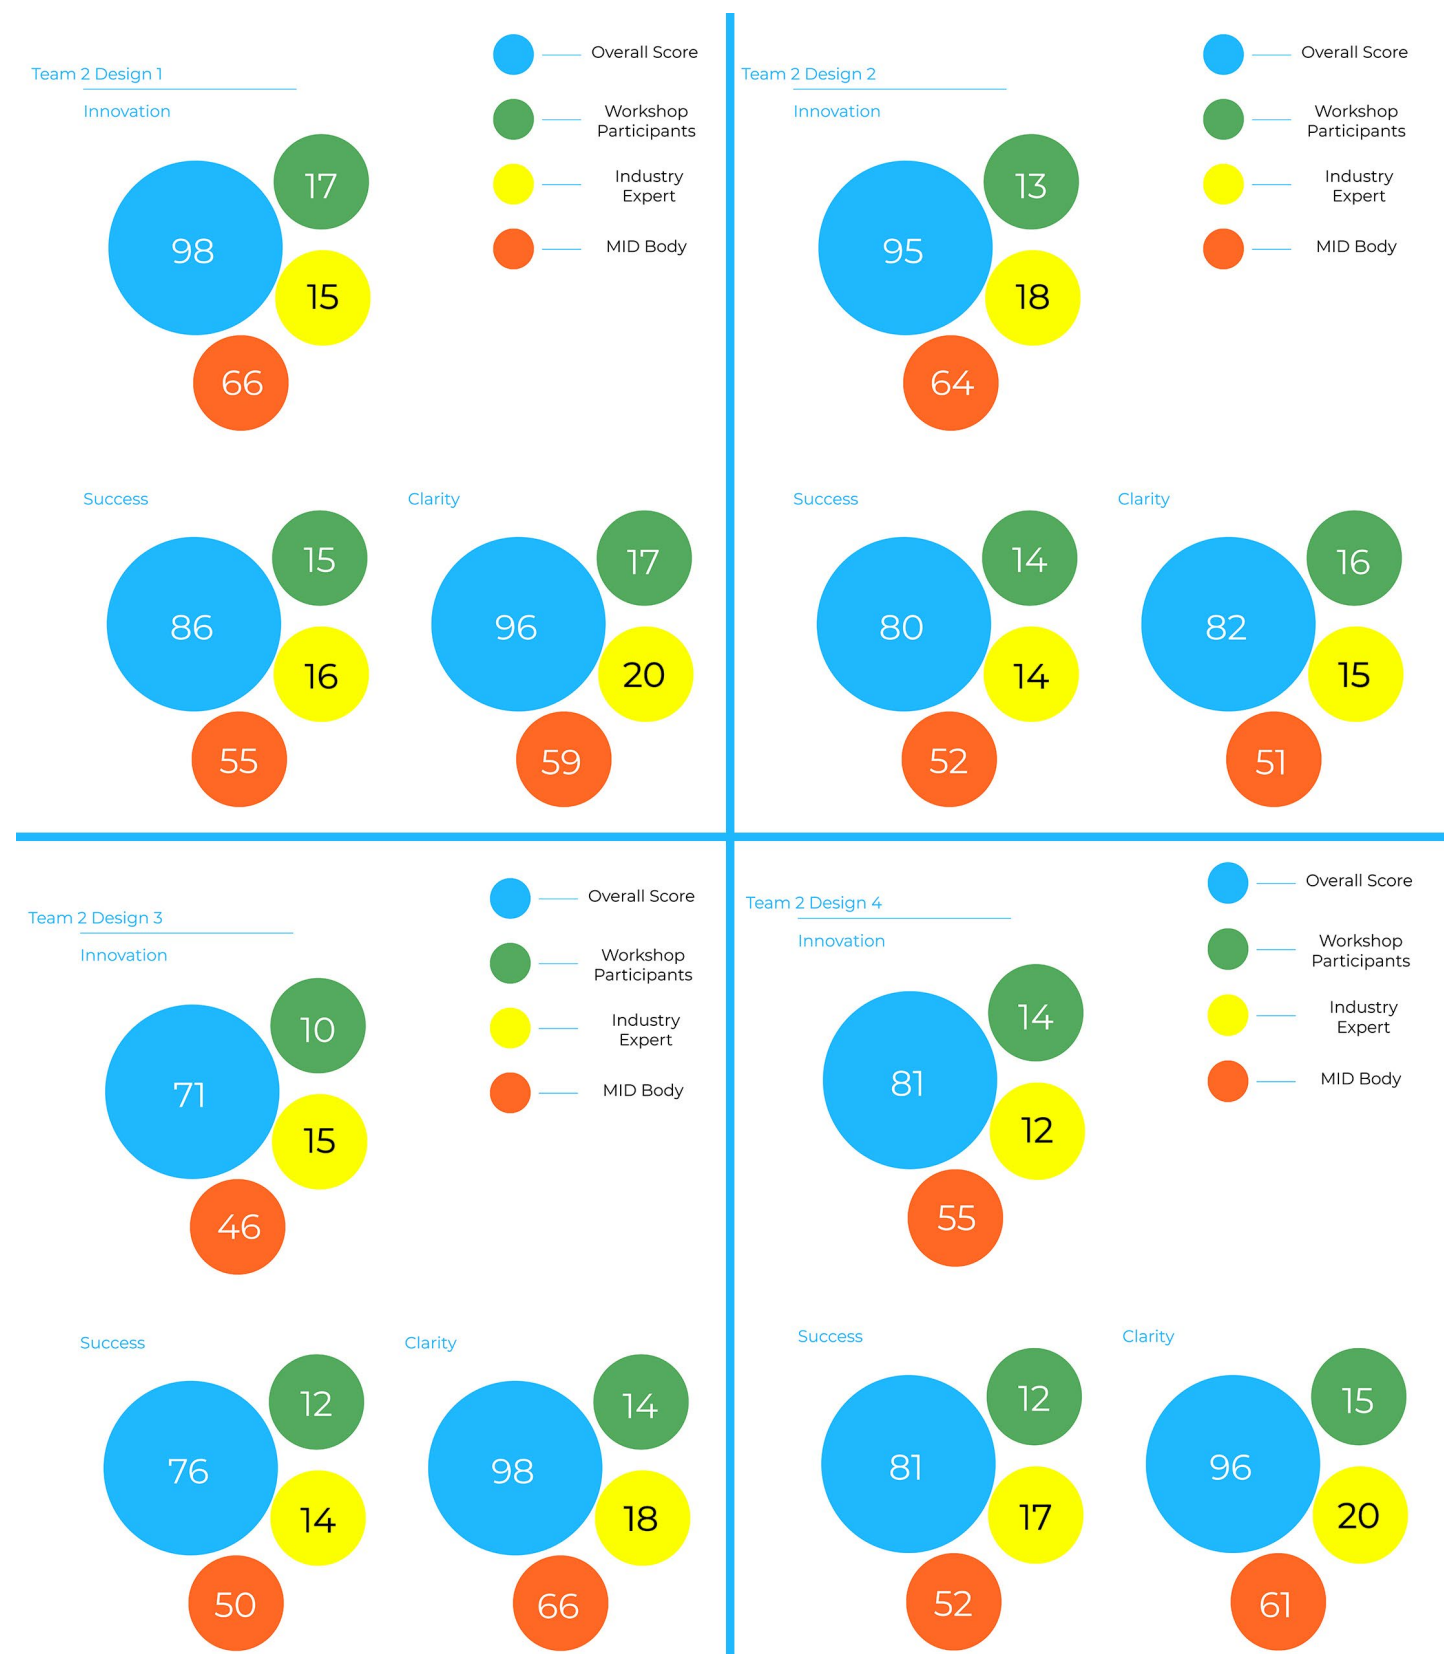 Team 2 Design 1
Innovation
98
17
15
66
Overall Score
Workshop
Participants
Industry
Expert
MID Body
Success
86
15
16
55
Clarity
96
17
20
59
Team 2 Design 2
Innovation
95
13
18
64
Overall Score
Workshop
Participants
Industry
Expert
MID Body
Success
80
14
14
52
Clarity
82
16
15
51
Team 2 Design 3
Innovation
71
10
15
46
Overall Score
Workshop
Participants
Industry
Expert
MID Body
Success
76
12
14
50
Clarity
98
14
18
66
Team 2 Design 4
Innovation
81
14
12
55
Overall Score
Workshop
Participants
Industry
Expert
MID Body
Success
81
12
17
52
Clarity
96
15
20
61